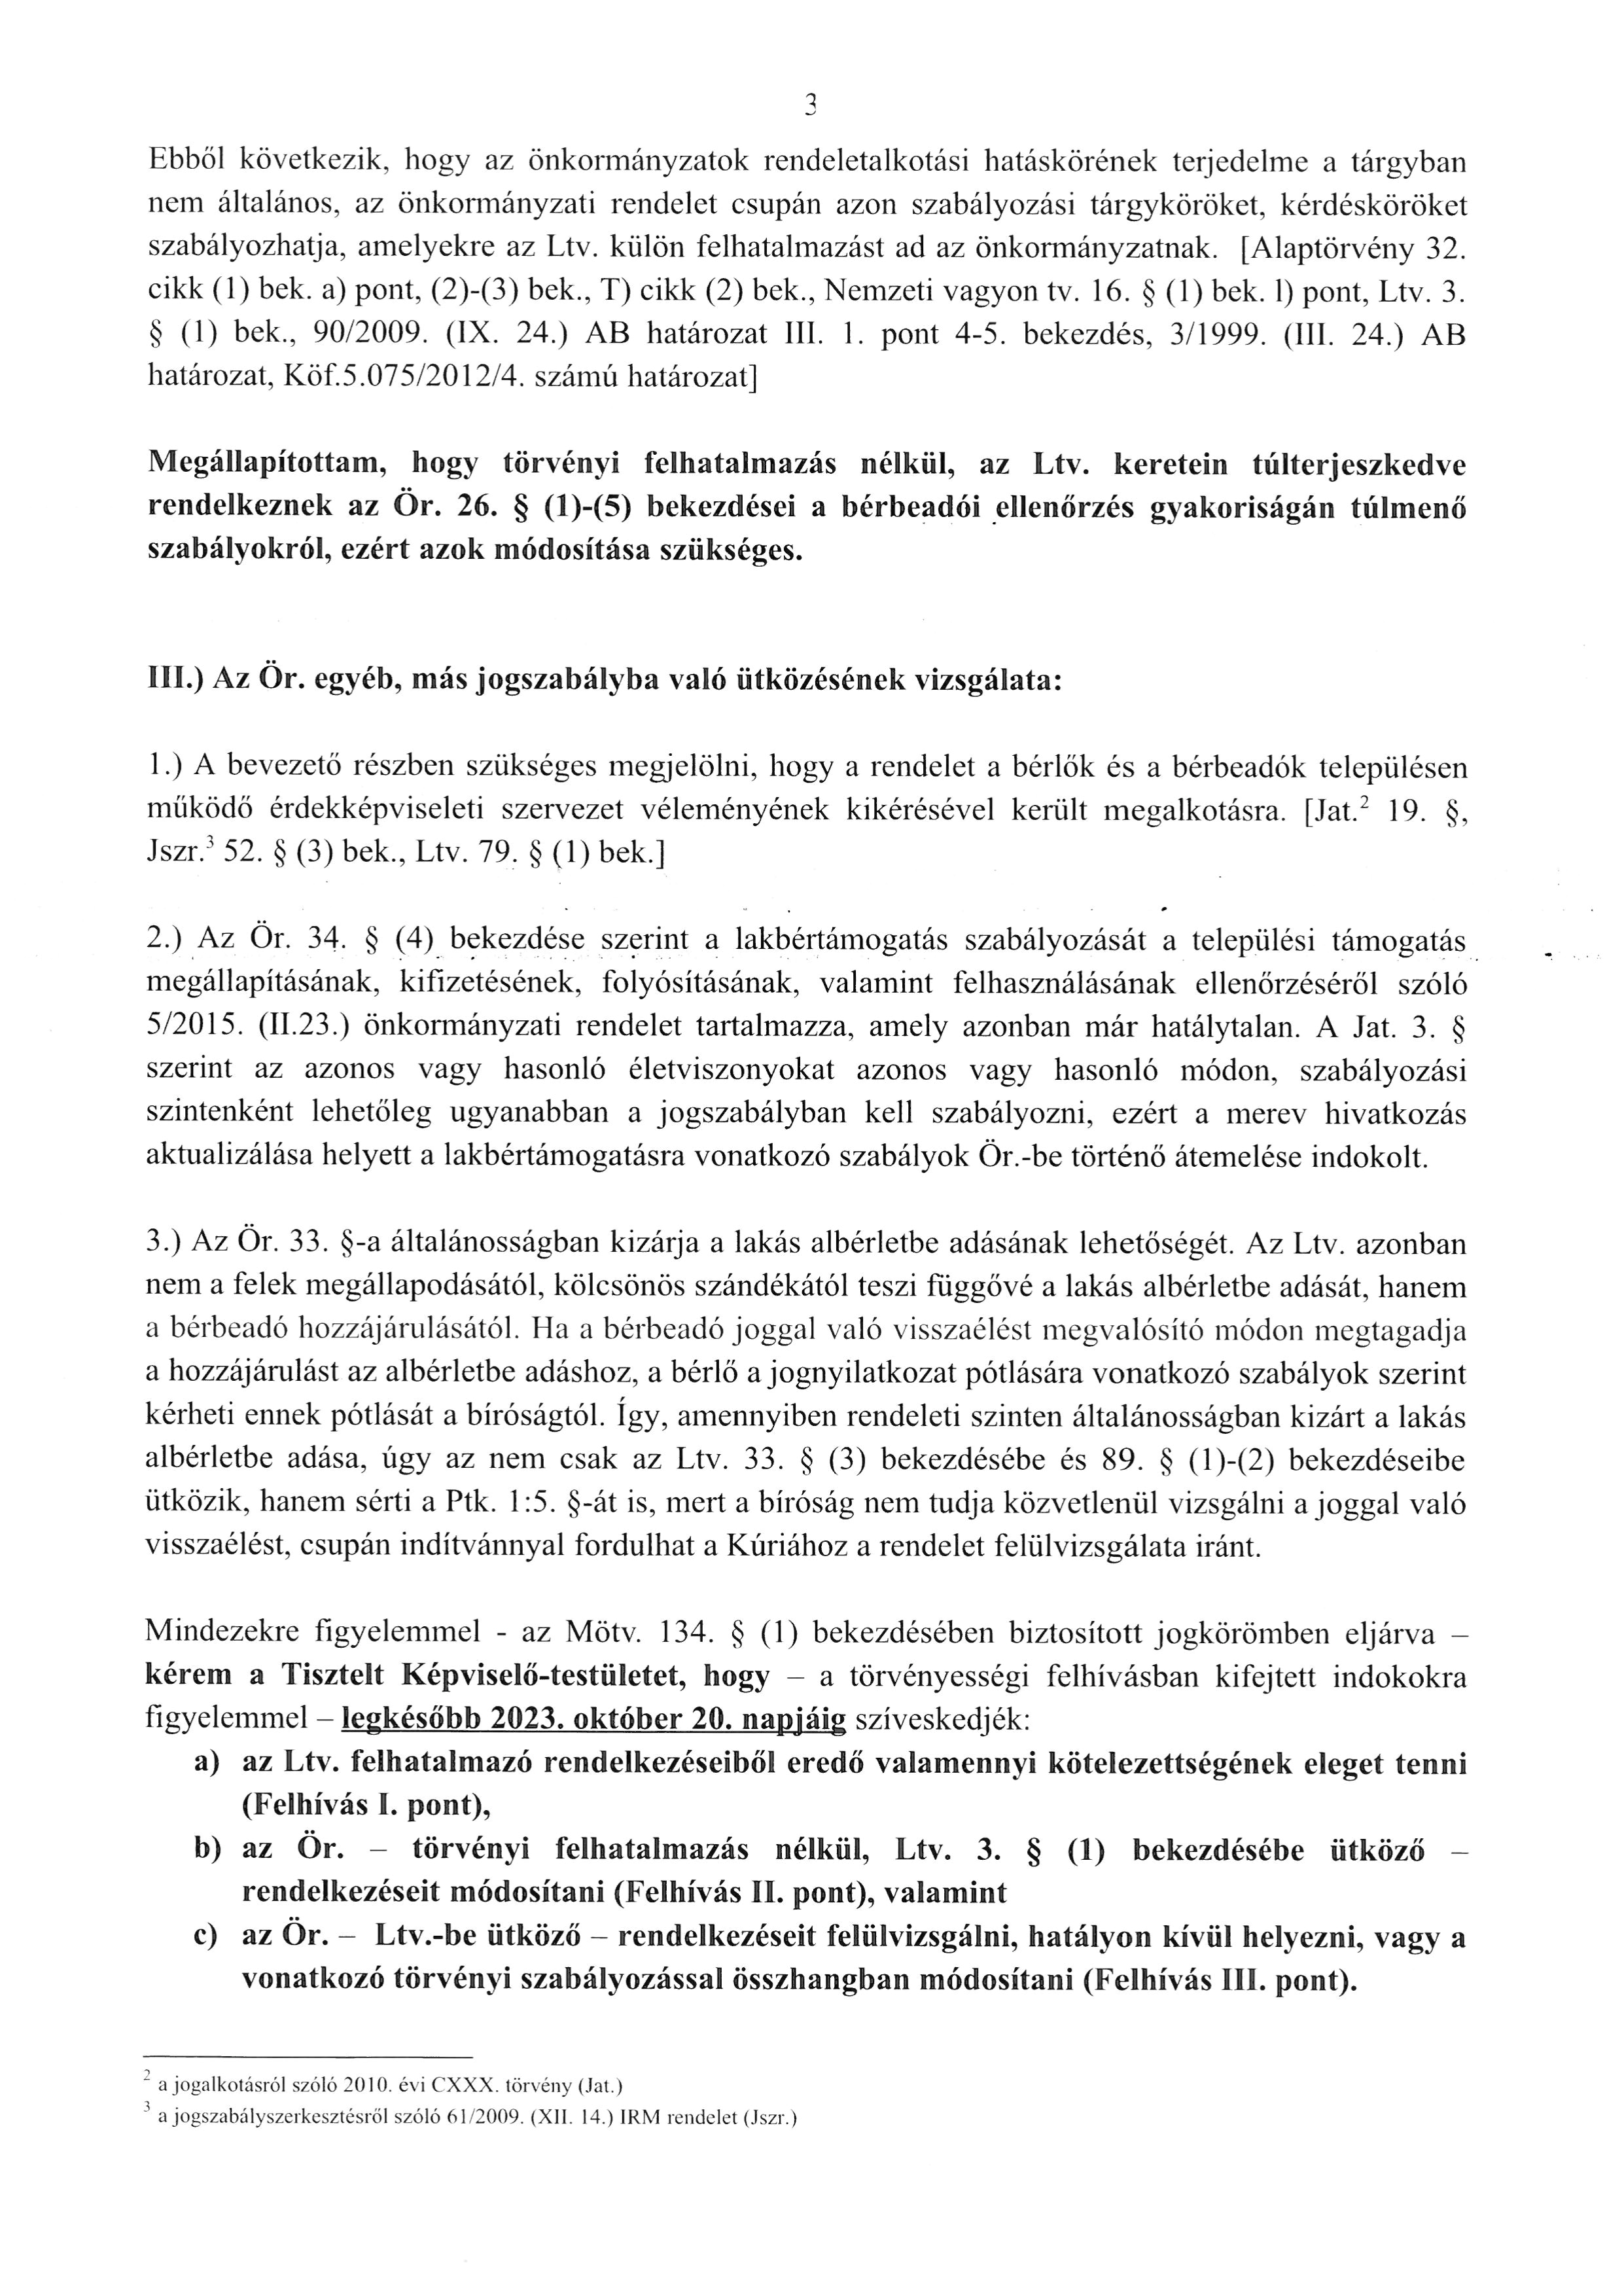 3
Ebből következik, hogy az önkormányzatok rendeletalkotási hatáskörének terjedelme a tárgyban
nem általános, az önkormányzati rendelet csupán azon szabályozási tárgyköröket, kérdésköröket
szabályozhatja, amelyekre az Ltv. külön felhatalmazást ad az önkormányzatnak. [Alaptörvény 32.
cikk (1) bek. a) pont, (2)-(3) bek., T) cikk (2) bek., Nemzeti vagyon tv. 16. § (1) bek. l) pont, Ltv. 3.
§ (1) bek., 90/2009. (IX. 24.) AB határozat III. 1. pont 4-5. bekezdés, 3/1999. (III. 24.) AB
határozat, Köf.5.075/2012/4. számú határozat]
Megállapítottam, hogy törvényi felhatalmazás nélkül, az Ltv. keretein túlterjeszkedve
rendelkeznek az Ör. 26. § (1)-(5) bekezdései a bérbeadói ellenőrzés gyakoriságán túlmenő
szabályokról, ezért azok módosítása szükséges.
III.) Az Ör. egyéb, más jogszabályba való ütközésének vizsgálata:
1.) A bevezető részben szükséges megjelölni, hogy a rendelet a bérlők és a bérbeadók településen
működő érdekképviseleti szervezet véleményének kikérésével került megalkotásra. [Jat.2 19. §,
Jszr.3 52. § (3) bek., Ltv. 79. § (1) bek.]
2.) Az Ör. 34. § (4) bekezdése szerint a lakbértámogatás szabályozását a települési támogatás
megállapításának, kifizetésének, folyósításának, valamint felhasználásának ellenőrzéséről szóló
5/2015. (II.23.) önkormányzati rendelet tartalmazza, amely azonban már hatálytalan. A Jat. 3. §
szerint az azonos vagy hasonló életviszonyokat azonos vagy hasonló módon, szabályozási
szintenként lehetőleg ugyanabban a jogszabályban kell szabályozni, ezért a merev hivatkozás
aktualizálása helyett a lakbértámogatásra vonatkozó szabályok Ör.-be történő átemelése indokolt.
3.) Az Ör. 33. §-a általánosságban kizárja a lakás albérletbe adásának lehetőségét. Az Ltv. azonban
nem a felek megállapodásától, kölcsönös szándékától teszi függővé a lakás albérletbe adását, hanem
a bérbeadó hozzájárulásától. Ha a bérbeadó joggal való visszaélést megvalósító módon megtagadja
a hozzájárulást az albérletbe adáshoz, a bérlő a jognyilatkozat pótlására vonatkozó szabályok szerint
kérheti ennek pótlását a bíróságtól. Így, amennyiben rendeleti szinten általánosságban kizárt a lakás
albérletbe adása, úgy az nem csak az Ltv. 33. § (3) bekezdésébe és 89. § (1)-(2) bekezdéseibe
ütközik, hanem sérti a Ptk. 1:5. §-át is, mert a bíróság nem tudja közvetlenül vizsgálni a joggal való
visszaélést, csupán indítvánnyal fordulhat a Kúriához a rendelet felülvizsgálata iránt.
Mindezekre figyelemmel - az Mötv. 134. § (1) bekezdésében biztosított jogkörömben eljárva –
kérem a Tisztelt Képviselő-testületet, hogy – a törvényességi felhívásban kifejtett indokokra
figyelemmel – legkésőbb 2023. október 20. napjáig szíveskedjék:
a) az Ltv. felhatalmazó rendelkezéseiből eredő valamennyi kötelezettségének eleget tenni
(Felhívás I. pont),
b) az Ör. – törvényi felhatalmazás nélkül, Ltv. 3. § (1) bekezdésébe ütköző –
rendelkezéseit módosítani (Felhívás II. pont), valamint
c) az Ör. – Ltv.-be ütköző – rendelkezéseit felülvizsgálni, hatályon kívül helyezni, vagy a
vonatkozó törvényi szabályozással összhangban módosítani (Felhívás III. pont).
2 a jogalkotásról szóló 2010. évi CXXX. törvény (Jat.)
3 a jogszabályszerkesztésről szóló 61/2009. (XII. 14.) IRM rendelet (Jszr.)